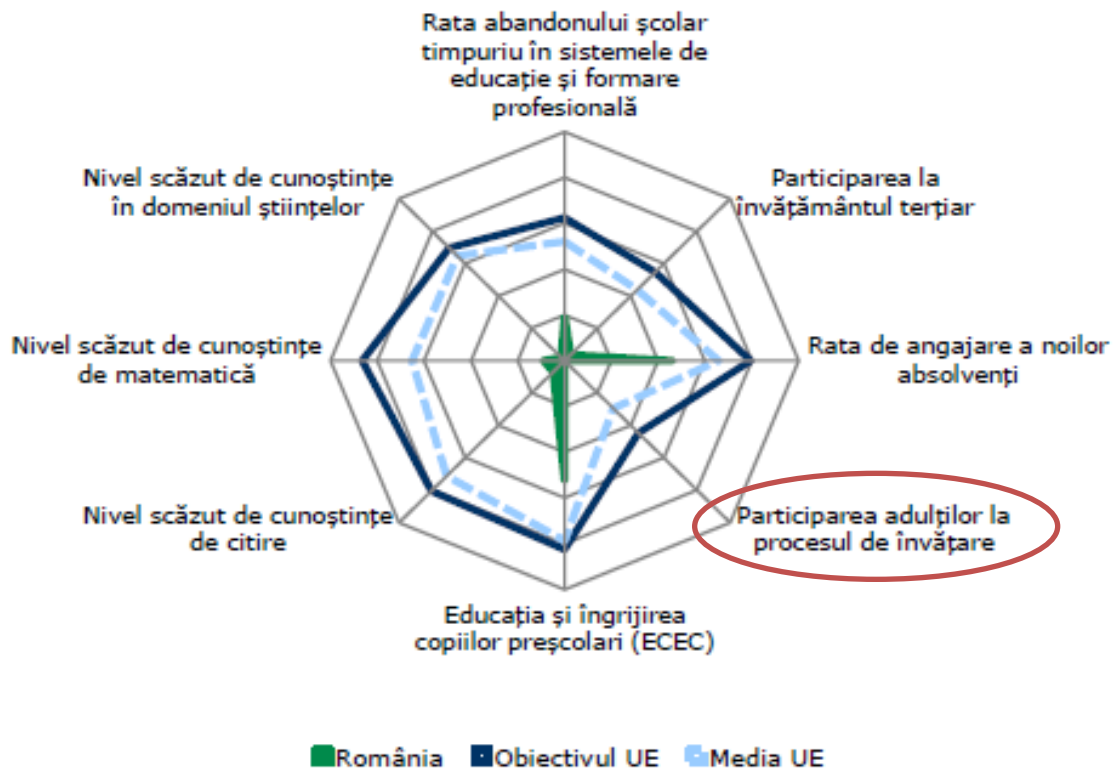 Rata abandonului școlar
timpuriu în sistemele de
educație și formare
profesională
Nivel scăzut de cunoștințe
în domeniul științelor
Participarea la
învățământul terțiar
Nivel scăzut de cunoștințe
de matematică
Rata de angajare a noilor
absolvenți
Nivel scăzut de cunoștințe
de citire
Participarea adulților la
procesul de învățare
Educația și îngrijirea
copiilor preșcolari (ECEC)
România Obiectivul UE Media UE